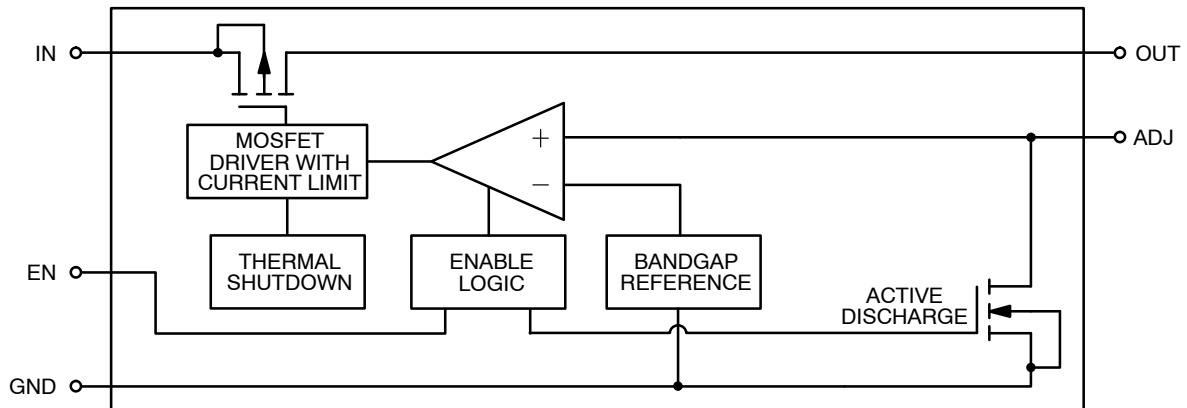 IN
OUT
MOSFET
DRIVER WITH
CURRENT LIMIT
+
−
ADJ
THERMAL
SHUTDOWN
ENABLE
LOGIC
BANDGAP
REFERENCE
EN
ACTIVE
DISCHARGE
GND